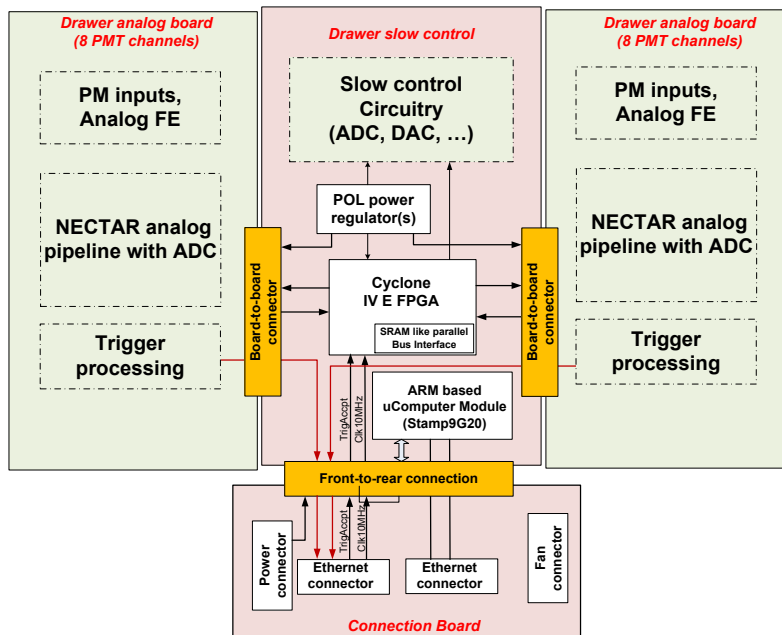 Drawer analog board
(8 PMT channels)
PM inputs,
Analog FE
NECTAR analog
pipeline with ADC
Trigger
processing
Board-to-board
connector
Drawer slow control
Slow control
Circuitry
(ADC, DAC, …)
POL power
regulator(s)
Cyclone
IV E FPGA
SRAM like parallel
Bus Interface
TrigAccpt
Clk10MHz
ARM based
uComputer Module
(Stamp9G20)
Board-to-board
connector
Drawer analog board
(8 PMT channels)
PM inputs,
Analog FE
NECTAR analog
pipeline with ADC
Trigger
processing
Front-to-rear connection
Power
connector
TrigAccpt
Clk10MHz
Ethernet
connector
Ethernet
connector
Fan
connector
Connection Board